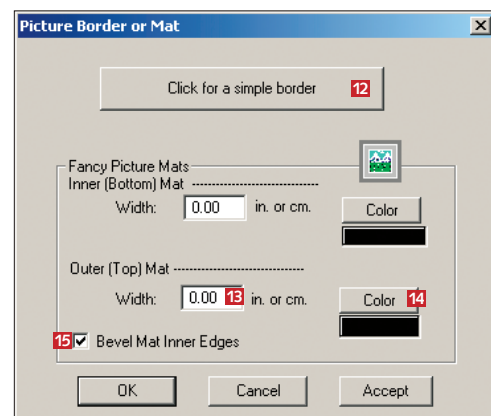 Picture Border or Mat
Click for a simple border 12
Fancy Picture Mats
Inner (Bottom) Mat --------------------------------
Width: 0.00 in. or cm. Color
Outer (Top) Mat --------------------------------
Width: 0.00 13 in. or cm. Color 14
15 Bevel Mat Inner Edges
OK Cancel Accept